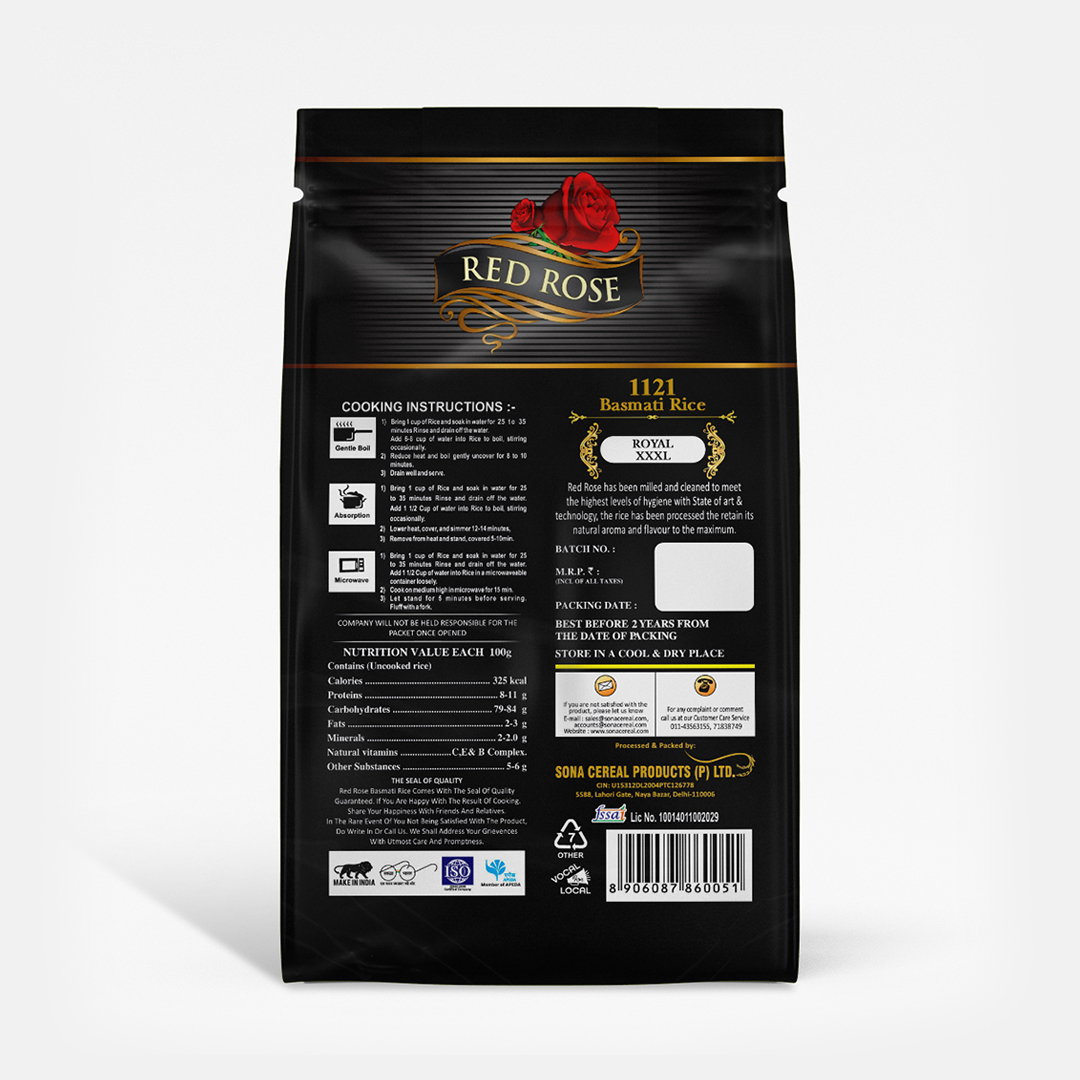 RED ROSE
COOKING INSTRUCTIONS :-
Gentle Boil
1) Bring 1 cup of Rice and soak in water for 25 to 35
minutes Rinse and drain off the water.
Add 6-8 cup of water into Rice to boil, stirring
occasionally.
2) Reduce heat and boil gently uncover for 8 to 10
minutes.
3) Drain well and serve.
Absorption
1) Bring 1 cup of Rice and soak in water for 25
to 35 minutes Rinse and drain off the water.
Add 1 1/2 Cup of water into Rice to boil, stirring
occasionally.
2) Lower heat, cover, and simmer 12-14 minutes,
3) Remove from heat and stand, covered 5-10min.
Microwave
1) Bring 1 cup of Rice and soak in water for 25
to 35 minutes Rinse and drain off the water.
Add 1 1/2 Cup of water into Rice in a microwaveable
container loosely.
2) Cook on medium high in microwave for 15 min.
3) Let stand for 5 minutes before serving.
Fluff with a fork.
COMPANY WILL NOT BE HELD RESPONSIBLE FOR THE
PACKET ONCE OPENED
NUTRITION VALUE EACH 100g
Contains (Uncooked rice)
Calories ............ 325 kcal
Proteins ............ 8-11 g
Carbohydrates ............ 79-84 g
Fats ............ 2-3 g
Minerals ............ 2-2.0 g
Natural vitamins ............C,E& B Complex.
Other Substances ............ 5-6 g
THE SEAL OF QUALITY
Red Rose Basmati Rice Comes With The Seal Of Quality
Guaranteed. If You Are Happy With The Result Of Cooking.
Share Your Happiness With Friends And Relatives.
In The Rare Event Of You Not Being Satisfied With The Product,
Do Write In Or Call Us. We Shall Address Your Grievences
With Utmost Care And Promptness.
MAKE IN INDIA
ISO
Certified Company
APEDA
Member of APEDA
1121
Basmati Rice
ROYAL
XXXL
Red Rose has been milled and cleaned to meet
the highest levels of hygiene with State of art &
technology, the rice has been processed the retain its
natural aroma and flavour to the maximum.
BATCH NO. :
M.R.P. ₹ :
(INCL OF ALL TAXES)
PACKING DATE :
BEST BEFORE 2 YEARS FROM
THE DATE OF PACKING
STORE IN A COOL & DRY PLACE
If you are not satisfied with the
product, please let us know
E-mail : sales@sonacereal.com,
accounts@sonacereal.com
Website : www.sonacereal.com
For any complaint or comment
call us at our Customer Care Service
011-43563155, 71838749
Processed & Packed by:
SONA CEREAL PRODUCTS (P) LTD.
CIN: U15312DL2004PTC126778
5588, Lahori Gate, Naya Bazar, Delhi-110006
fssai
Lic No. 10014011002029
7
OTHER
VOCAL
LOCAL
8 906087 860051